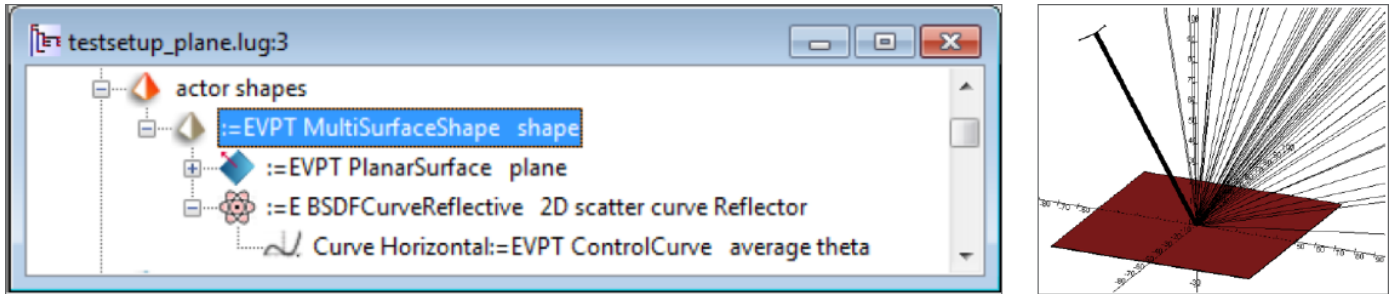 testsetup_plane.lug:3
actor shapes
:=EVPT MultiSurfaceShape shape
:=EVPT PlanarSurface plane
:=E BSDFCurveReflective 2D scatter curve Reflector
Curve Horizontal:=EVPT ControlCurve average theta